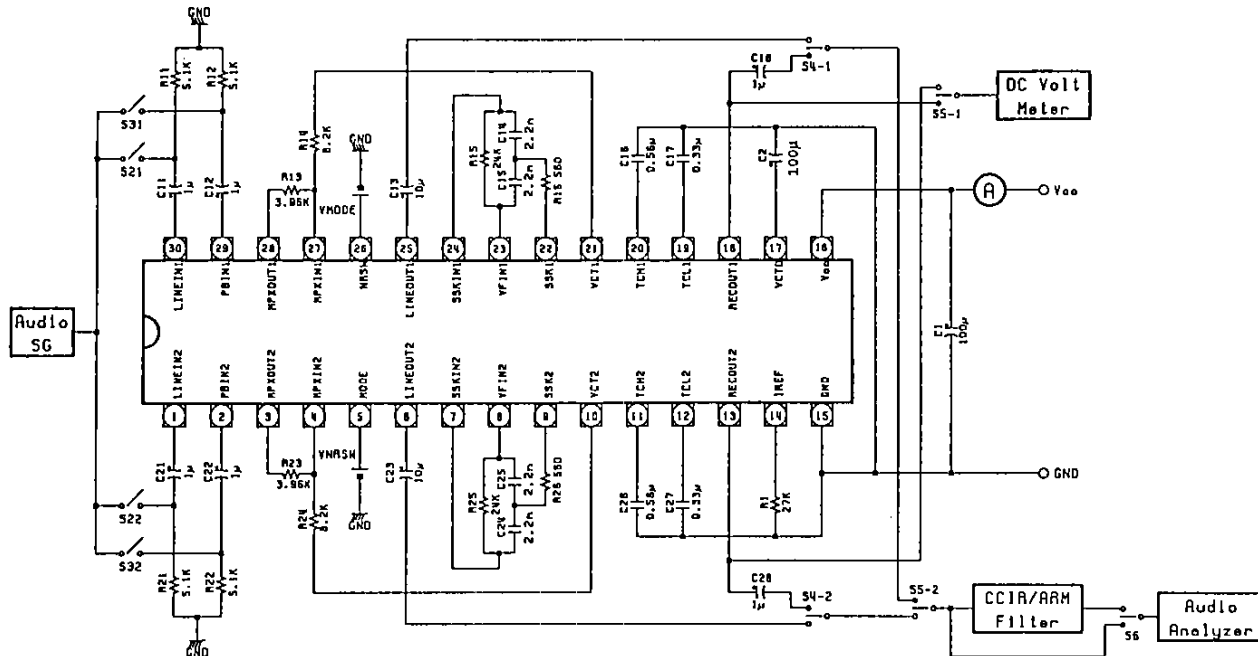 GND
R11
5.1K
R12
5.1K
S31
S21
C11
1μ
C12
1μ
R13
3.96K
R14
8.2K
GND
VMODE
C13
10μ
R15
24K
C14
2.2n
C15
2.2n
R16 560
C16
0.56μ
C17
0.33μ
C2
100μ
C18
1μ
S4-1
S5-1
DC Volt
Meter
A
C1
100μ
GND
30
29
28
27
26
25
24
23
22
21
20
19
18
17
16
LINEIN1
PBIN1
MPXOUT1
MPXIN1
NRSW
LINEOUT1
SSKIN1
VFIN1
SSK1
VCT1
TCH1
TCL1
RECOUT1
Audio
SG
LINEIN2
PBIN2
MPXOUT2
MPXIN2
MODE
LINEOUT2
SSKIN2
VFIN2
SSK2
VCT2
TCH2
TCL2
RECOUT2
IREF
GND
1
2
3
4
5
6
7
8
9
10
11
12
13
14
15
C21
1μ
C22
1μ
R23
3.96K
R24
8.2K
VNRSW
GND
C23
10μ
R25
24K
C25
2.2n
C24
2.2n
R26 560
C26
0.56μ
C27
0.33μ
R1
27K
S22
S32
R21
5.1K
R22
5.1K
GND
C28
1μ
S4-2
S5-2
CCIR/ARM
Filter
S6
Audio
Analyzer